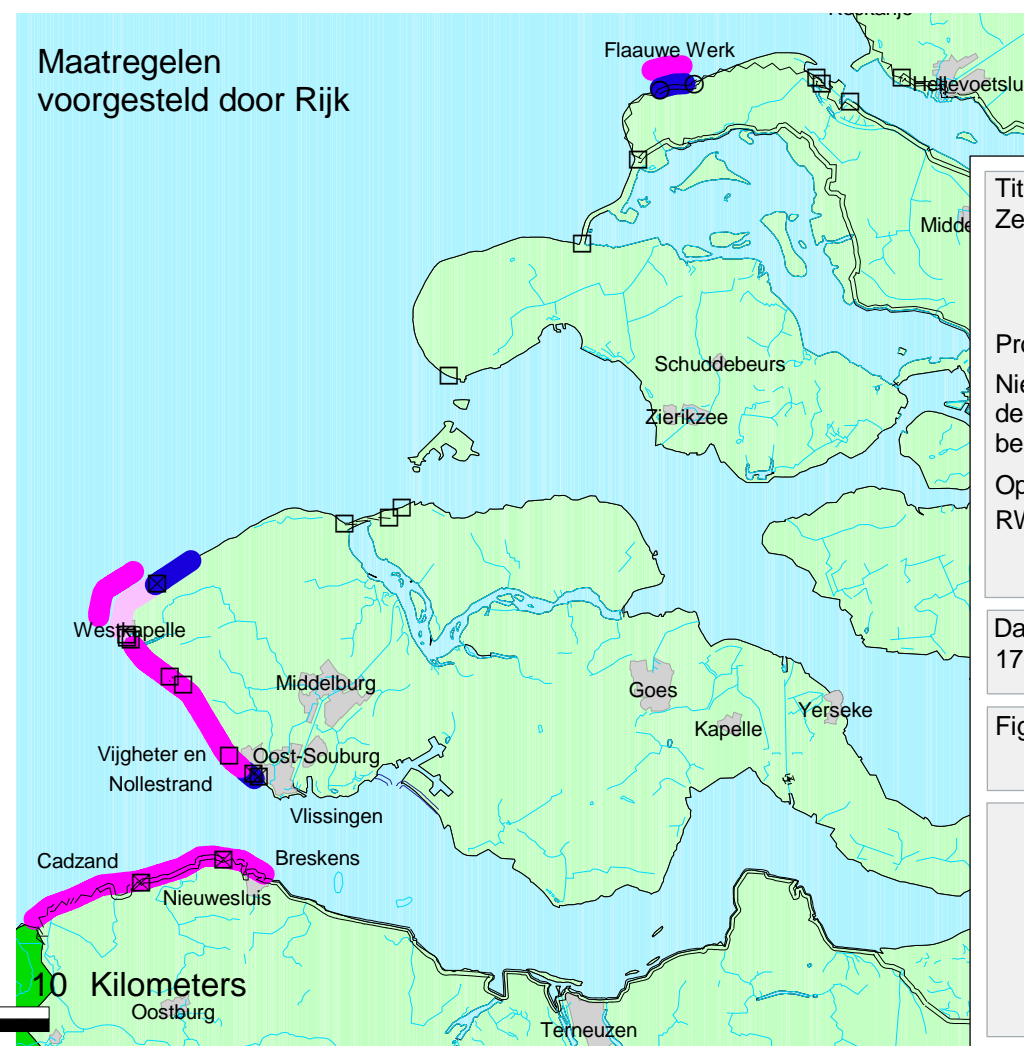 Maatregelen
voorgesteld door Rijk
Flaauwe Werk
Schuddebeurs
Zierikzee
Westkapelle
Middelburg
Goes
Yerseke
Kapelle
Vijgheter en
Nollestrand
Oost-Souburg
Vlissingen
Cadzand
Breskens
Nieuwesluis
10 Kilometers
Oostburg
Terneuzen